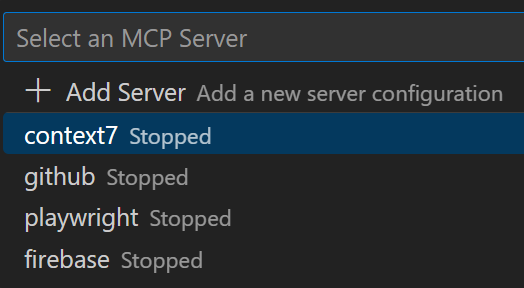 Select an MCP Server
+ Add Server Add a new server configuration
context7 Stopped
github Stopped
playwright Stopped
firebase Stopped